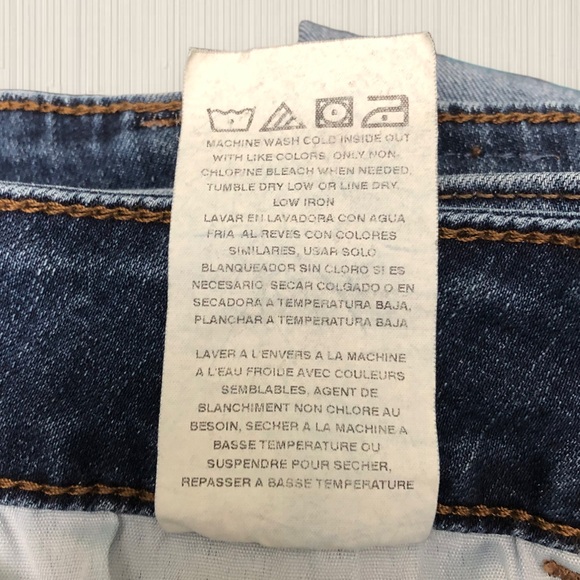 MACHINE WASH COLD INSIDE OUT
WITH LIKE COLORS, ONLY NON-
CHLORINE BLEACH WHEN NEEDED,
TUMBLE DRY LOW OR LINE DRY,
LOW IRON
LAVAR EN LAVADORA CON AGUA
FRIA, AL REVES CON COLORES
SIMILARES, USAR SOLO
BLANQUEADOR SIN CLORO SI ES
NECESARIO, SECAR COLGADO O EN
SECADORA A TEMPERATURA BAJA,
PLANCHAR A TEMPERATURA BAJA
LAVER A L'ENVERS A LA MACHINE
A L'EAU FROIDE AVEC COULEURS
SEMBLABLES, AGENT DE
BLANCHIMENT NON CHLORE AU
BESOIN, SECHER A LA MACHINE A
BASSE TEMPERATURE OU
SUSPENDRE POUR SECHER,
REPASSER A BASSE TEMPERATURE